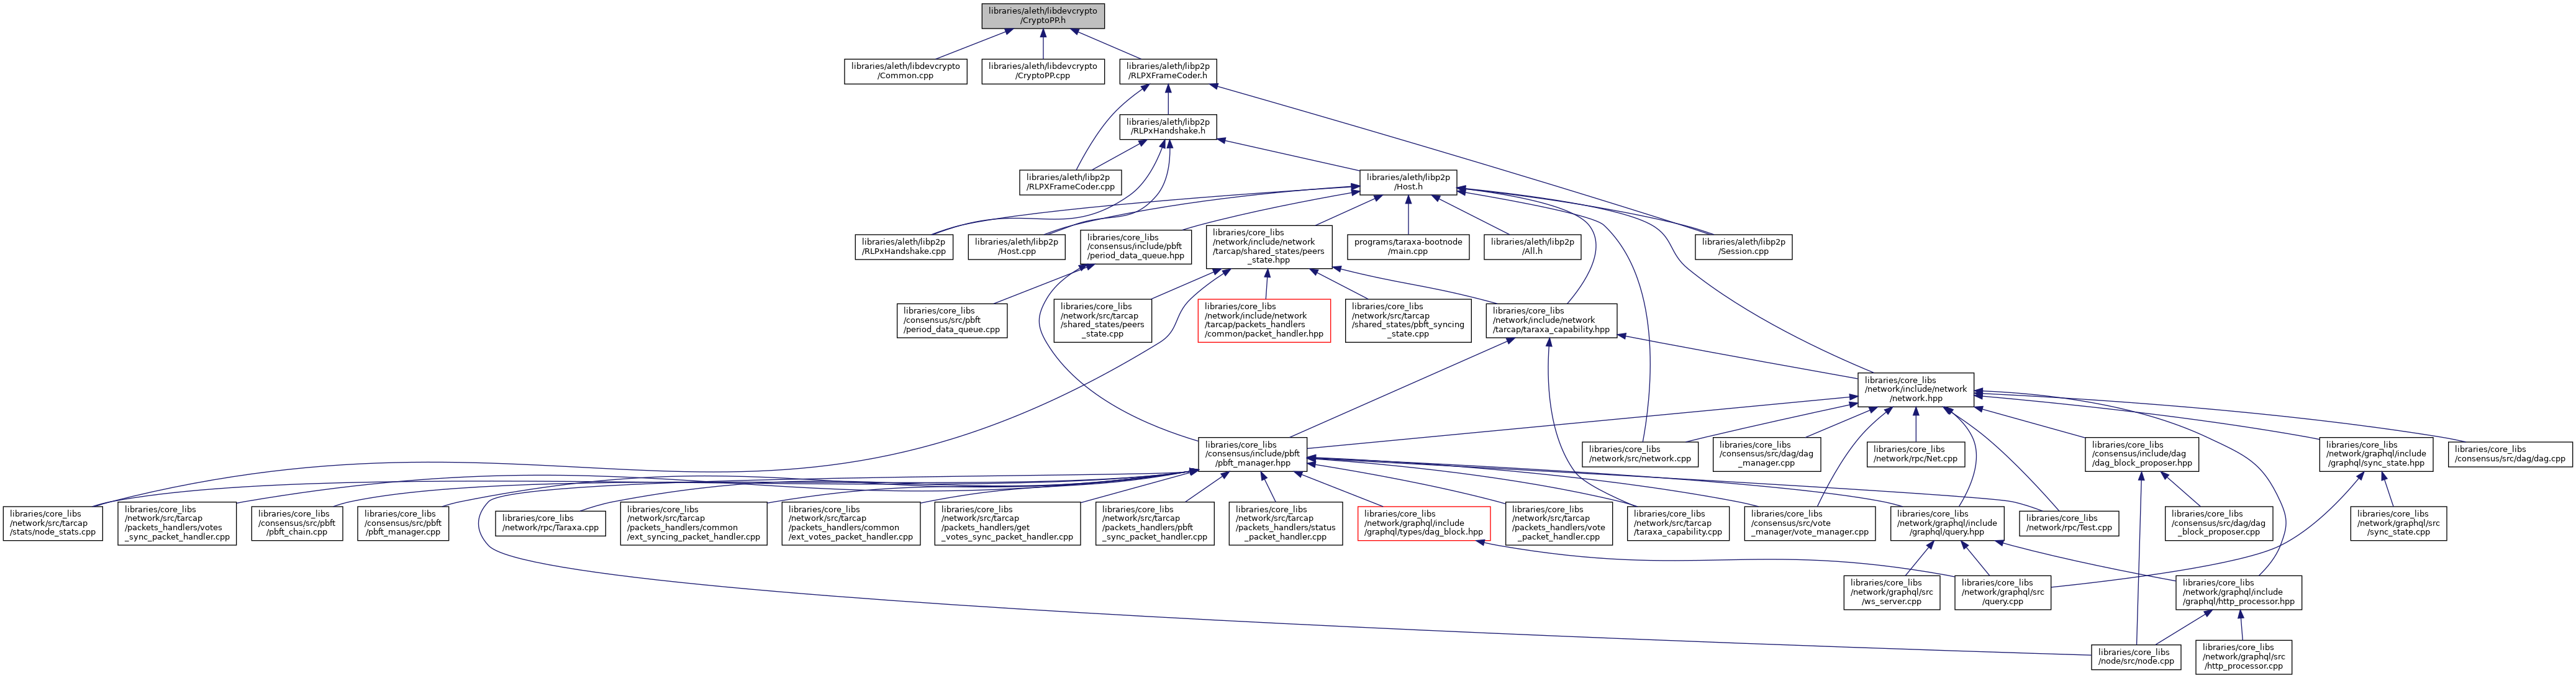 libraries/aleth/libdevcrypto
/CryptoPP.h
libraries/aleth/libdevcrypto
/Common.cpp
libraries/aleth/libdevcrypto
/CryptoPP.cpp
libraries/aleth/libp2p
/RLPXFrameCoder.h
libraries/aleth/libp2p
/RLPxHandshake.h
libraries/aleth/libp2p
/RLPXFrameCoder.cpp
libraries/aleth/libp2p
/Host.h
libraries/aleth/libp2p
/RLPxHandshake.cpp
libraries/aleth/libp2p
/Host.cpp
libraries/core_libs
/consensus/include/pbft
/period_data_queue.hpp
libraries/core_libs
/network/include/network
/tarcap/shared_states/peers
_state.hpp
programs/taraxa-bootnode
/main.cpp
libraries/aleth/libp2p
/All.h
libraries/aleth/libp2p
/Session.cpp
libraries/core_libs
/consensus/src/pbft
/period_data_queue.cpp
libraries/core_libs
/network/src/tarcap
/shared_states/peers
_state.cpp
libraries/core_libs
/network/include/network
/tarcap/packets_handlers
/common/packet_handler.hpp
libraries/core_libs
/network/src/tarcap
/shared_states/pbft_syncing
_state.cpp
libraries/core_libs
/network/include/network
/tarcap/taraxa_capability.hpp
libraries/core_libs
/network/include/network
/network.hpp
libraries/core_libs
/consensus/include/pbft
/pbft_manager.hpp
libraries/core_libs
/network/src/network.cpp
libraries/core_libs
/consensus/src/dag/dag
_manager.cpp
libraries/core_libs
/network/rpc/Net.cpp
libraries/core_libs
/consensus/include/dag
/dag_block_proposer.hpp
libraries/core_libs
/network/graphql/include
/graphql/sync_state.hpp
libraries/core_libs
/consensus/src/dag/dag.cpp
libraries/core_libs
/network/src/tarcap
/stats/node_stats.cpp
libraries/core_libs
/network/src/tarcap
/packets_handlers/votes
_sync_packet_handler.cpp
libraries/core_libs
/consensus/src/pbft
/pbft_chain.cpp
libraries/core_libs
/consensus/src/pbft
/pbft_manager.cpp
libraries/core_libs
/network/rpc/Taraxa.cpp
libraries/core_libs
/network/src/tarcap
/packets_handlers/common
/ext_syncing_packet_handler.cpp
libraries/core_libs
/network/src/tarcap
/packets_handlers/common
/ext_votes_packet_handler.cpp
libraries/core_libs
/network/src/tarcap
/packets_handlers/get
_votes_sync_packet_handler.cpp
libraries/core_libs
/network/src/tarcap
/packets_handlers/pbft
_sync_packet_handler.cpp
libraries/core_libs
/network/src/tarcap
/packets_handlers/status
_packet_handler.cpp
libraries/core_libs
/network/graphql/include
/graphql/types/dag_block.hpp
libraries/core_libs
/network/src/tarcap
/packets_handlers/vote
_packet_handler.cpp
libraries/core_libs
/network/src/tarcap
/taraxa_capability.cpp
libraries/core_libs
/consensus/src/vote
_manager/vote_manager.cpp
libraries/core_libs
/network/graphql/include
/graphql/query.hpp
libraries/core_libs
/network/rpc/Test.cpp
libraries/core_libs
/consensus/src/dag/dag
_block_proposer.cpp
libraries/core_libs
/network/graphql/src
/sync_state.cpp
libraries/core_libs
/network/graphql/src
/ws_server.cpp
libraries/core_libs
/network/graphql/src
/query.cpp
libraries/core_libs
/network/graphql/include
/graphql/http_processor.hpp
libraries/core_libs
/node/src/node.cpp
libraries/core_libs
/network/graphql/src
/http_processor.cpp